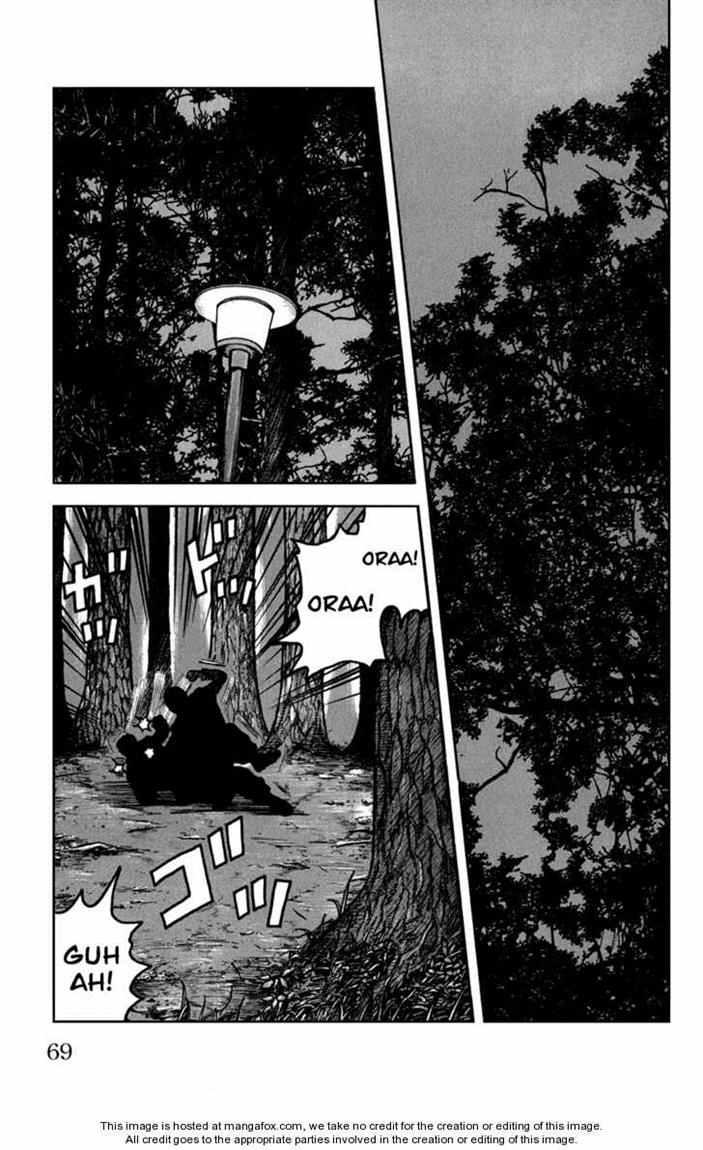 ORAA!
ORAA!
ドガッ
ガッ
ゴッ
GUH
AH!
69
This image is hosted at mangafox.com, we take no credit for the creation or editing of this image.
All credit goes to the appropriate parties involved in the creation or editing of this image.